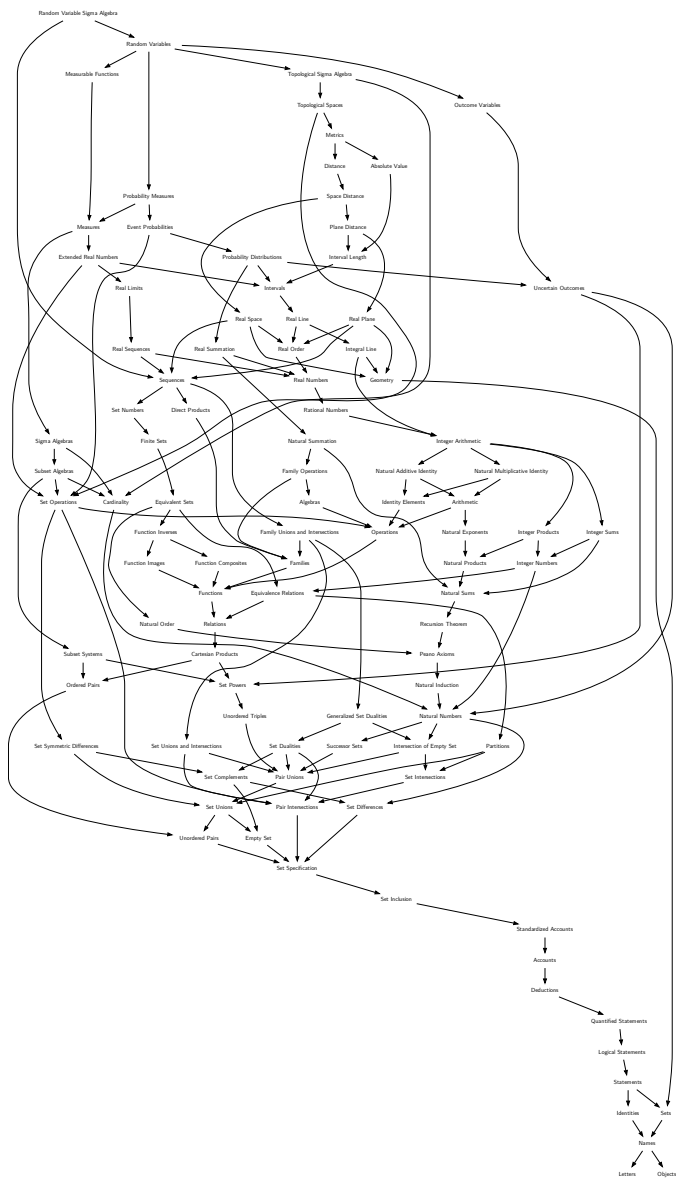 Random Variable Sigma Algebra
Random Variables
Measurable Functions
Topological Sigma Algebra
Topological Spaces
Outcome Variables
Metrics
Distance
Absolute Value
Probability Measures
Space Distance
Measures
Event Probabilities
Plane Distance
Extended Real Numbers
Probability Distributions
Interval Length
Real Limits
Intervals
Uncertain Outcomes
Real Space
Real Line
Real Plane
Real Sequences
Real Summation
Real Order
Integral Line
Sequences
Real Numbers
Geometry
Set Numbers
Direct Products
Rational Numbers
Sigma Algebras
Finite Sets
Natural Summation
Integer Arithmetic
Subset Algebras
Family Operations
Natural Additive Identity
Natural Multiplicative Identity
Set Operations
Cardinality
Equivalent Sets
Algebras
Identity Elements
Arithmetic
Function Inverses
Family Unions and Intersections
Operations
Natural Exponents
Integer Products
Integer Sums
Function Images
Function Composites
Families
Natural Products
Integer Numbers
Functions
Equivalence Relations
Natural Sums
Natural Order
Relations
Recursion Theorem
Subset Systems
Cartesian Products
Peano Axioms
Ordered Pairs
Set Powers
Natural Induction
Unordered Triples
Generalized Set Dualities
Natural Numbers
Set Symmetric Differences
Set Unions and Intersections
Set Dualities
Successor Sets
Intersection of Empty Set
Partitions
Set Complements
Pair Unions
Set Intersections
Set Unions
Pair Intersections
Set Differences
Unordered Pairs
Empty Set
Set Specification
Set Inclusion
Standardized Accounts
Accounts
Deductions
Quantified Statements
Logical Statements
Statements
Identities
Sets
Names
Letters
Objects